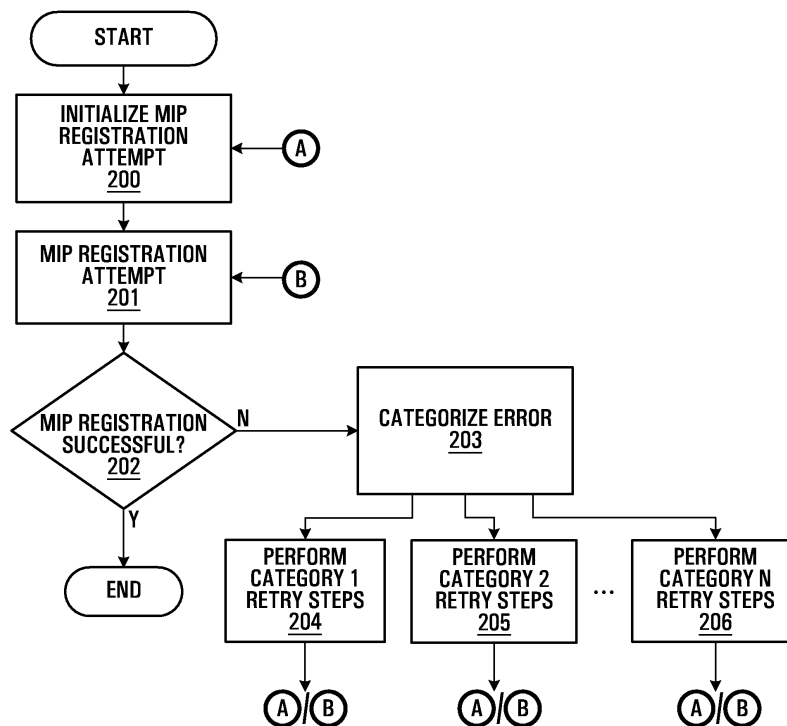 START
INITIALIZE MIP
REGISTRATION
ATTEMPT
200
A
MIP REGISTRATION
ATTEMPT
201
B
MIP REGISTRATION
SUCCESSFUL?
202
N
Y
CATEGORIZE ERROR
203
END
PERFORM
CATEGORY 1
RETRY STEPS
204
PERFORM
CATEGORY 2
RETRY STEPS
205
...
PERFORM
CATEGORY N
RETRY STEPS
206
A/B
A/B
A/B